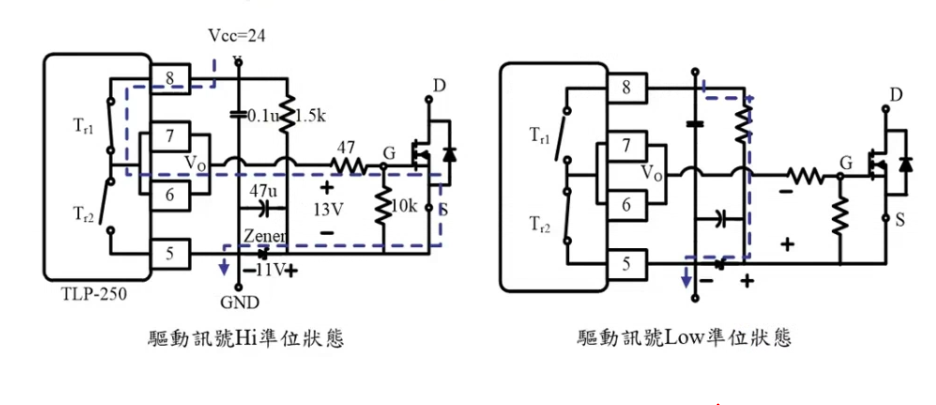 Vcc=24
8
D
0.1u
1.5k
Tr1
7
47
G
Vo
47u
+
13V
10k
6
S
Tr2
−
Zener
5
−11V+
TLP-250
GND
驅動訊號Hi準位狀態
8
D
Tr1
7
G
Vo
−
6
S
Tr2
+
5
− +
驅動訊號Low準位狀態